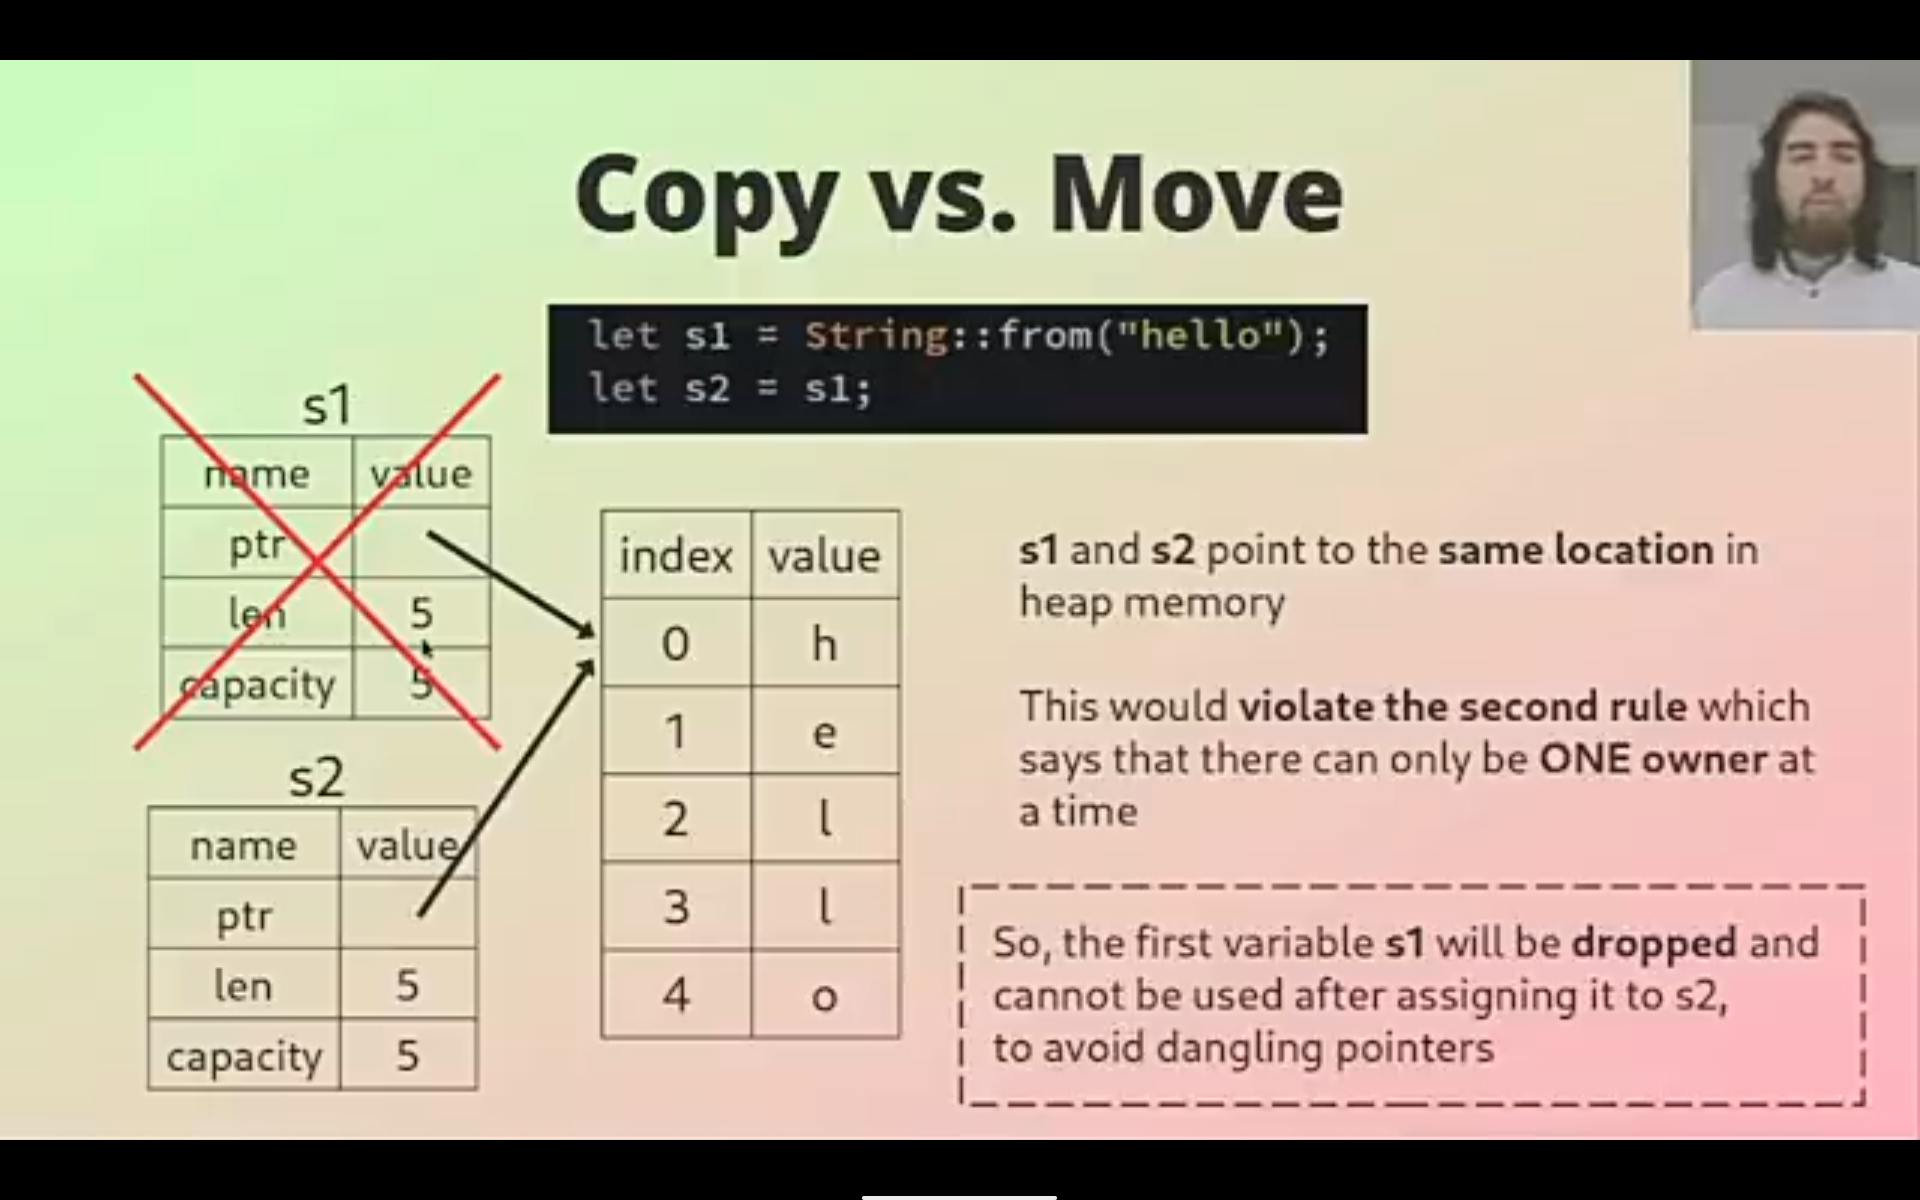 Copy vs. Move
let s1 = String::from("hello");
let s2 = s1;
s1
name value
ptr
len 5
capacity 5
s2
name value
ptr
len 5
capacity 5
index value
0 h
1 e
2 l
3 l
4 o
s1 and s2 point to the same location in
heap memory
This would violate the second rule which
says that there can only be ONE owner at
a time
So, the first variable s1 will be dropped and
cannot be used after assigning it to s2,
to avoid dangling pointers